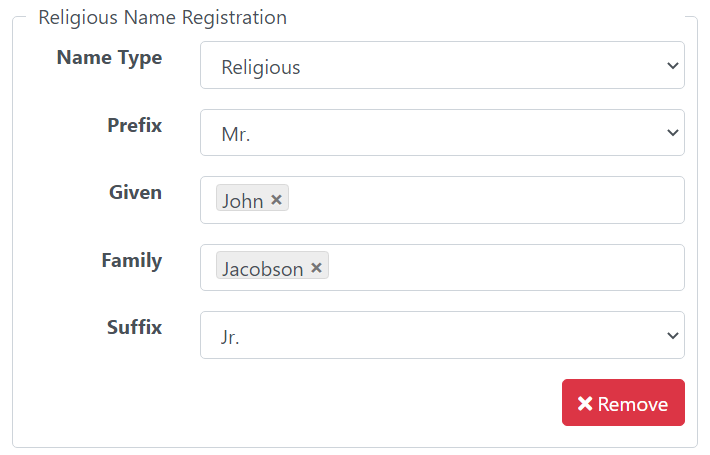 Religious Name Registration
Name Type Religious
Prefix Mr.
Given John ×
Family Jacobson ×
Suffix Jr.
× Remove